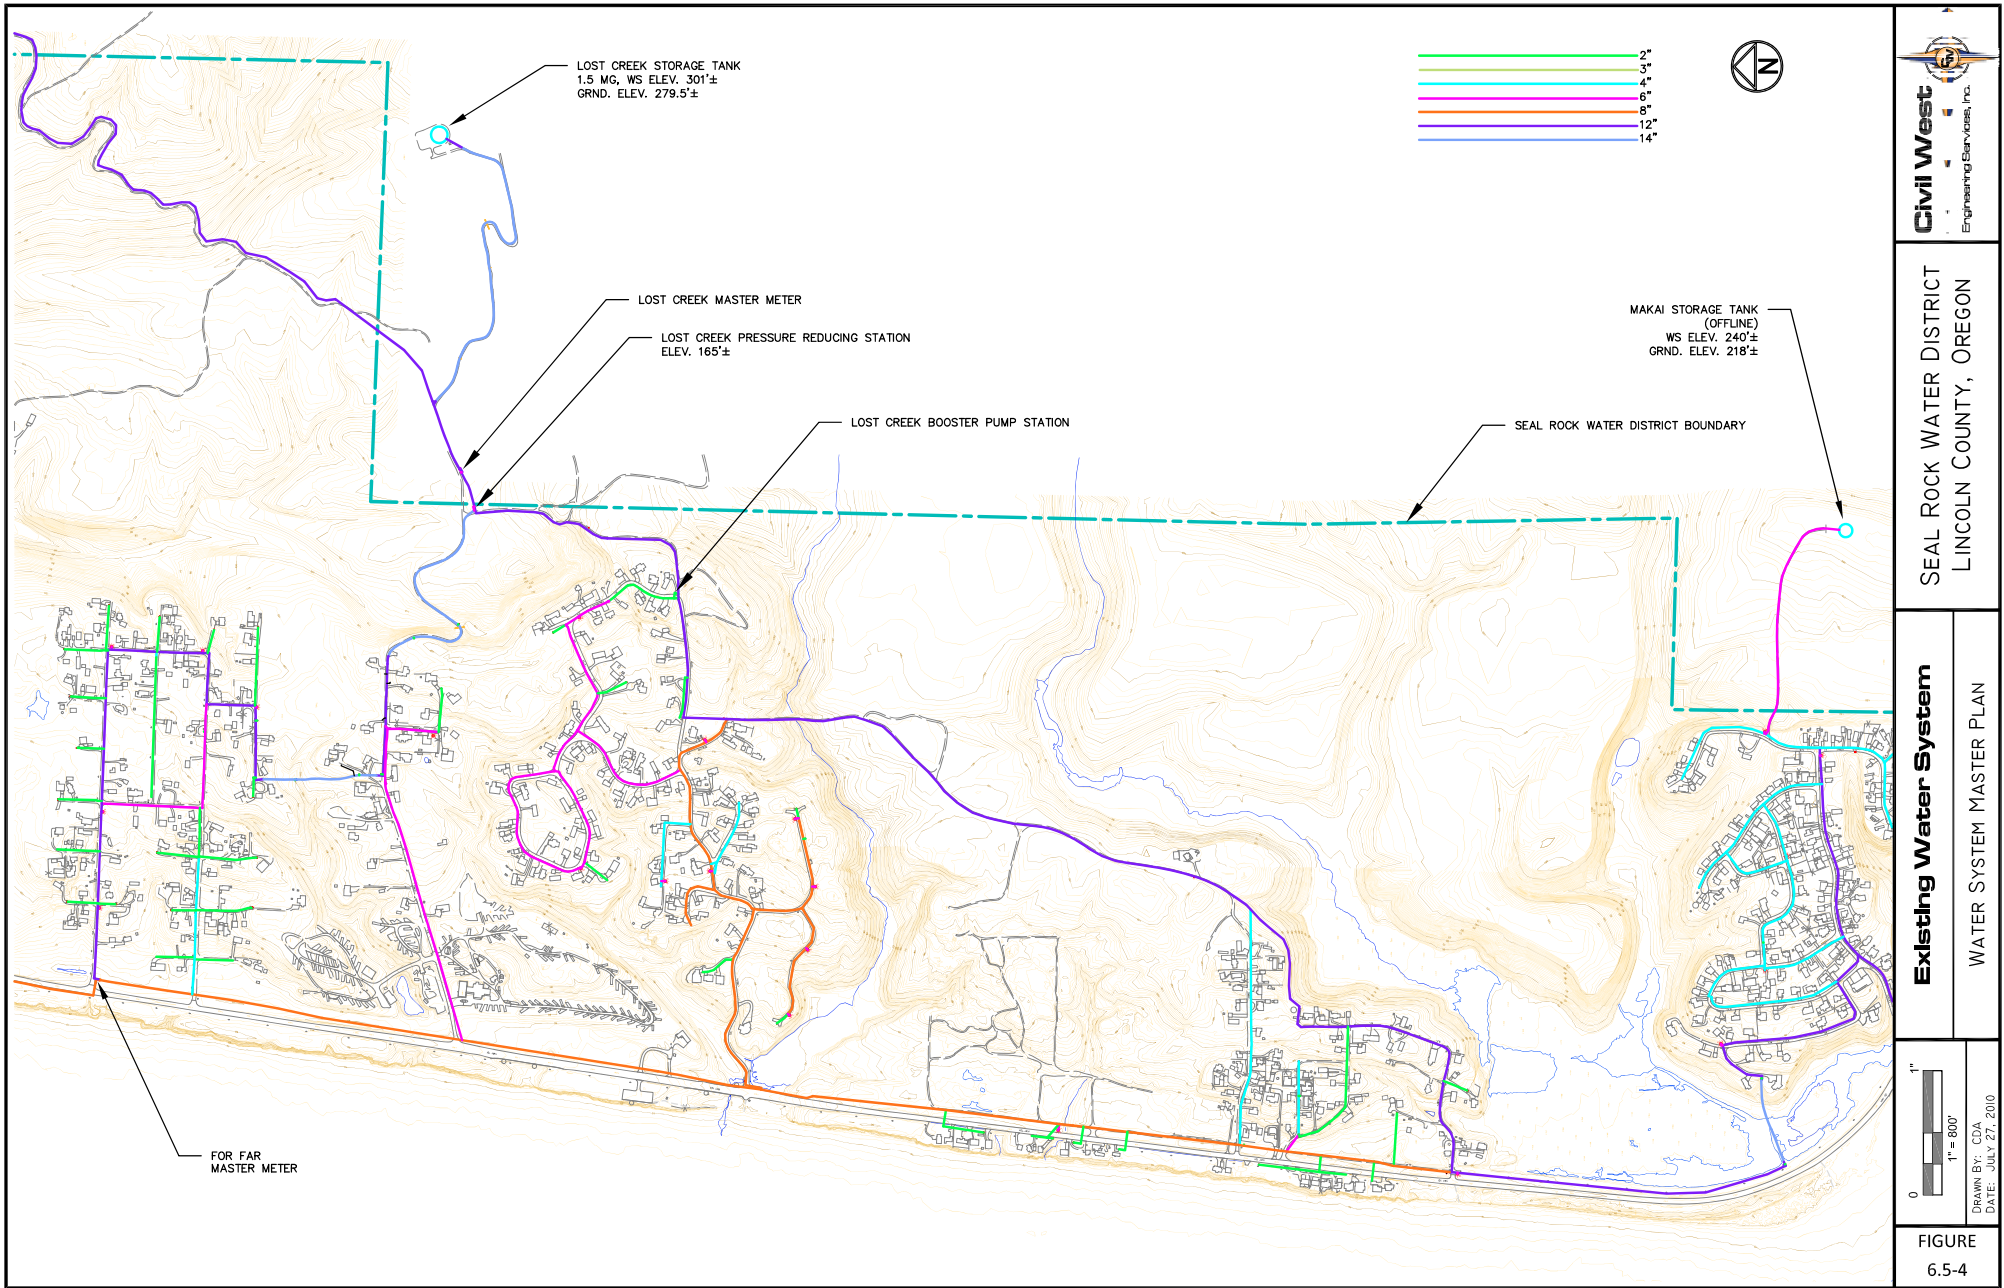 LOST CREEK STORAGE TANK
1.5 MG, WS ELEV. 301'±
GRND. ELEV. 279.5'±
2"
3"
4"
6"
8"
12"
14"
N
LOST CREEK MASTER METER
LOST CREEK PRESSURE REDUCING STATION
ELEV. 165'±
MAKAI STORAGE TANK
(OFFLINE)
WS ELEV. 240'±
GRND. ELEV. 218'±
LOST CREEK BOOSTER PUMP STATION
SEAL ROCK WATER DISTRICT BOUNDARY
FOR FAR
MASTER METER
CW
Civil West
Engineering Services, Inc.
SEAL ROCK WATER DISTRICT
LINCOLN COUNTY, OREGON
Existing Water System
WATER SYSTEM MASTER PLAN
0
1"
1" = 800'
DRAWN BY: CDA
DATE: JULY 27, 2010
FIGURE
6.5-4